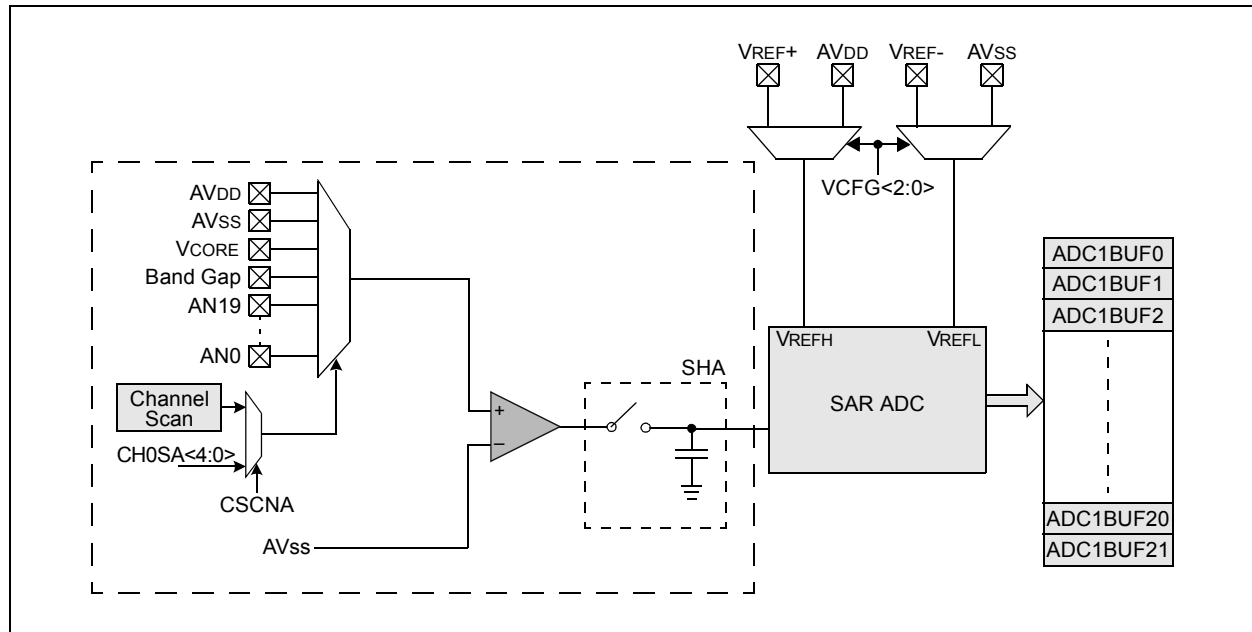 VREF+ AVDD VREF- AVSS
VCFG<2:0>
AVDD
AVSS
VCORE
Band Gap
AN19
AN0
Channel
Scan
CH0SA<4:0>
CSCNA
AVss
+
–
SHA
VREFH VREFL
SAR ADC
ADC1BUF0
ADC1BUF1
ADC1BUF2
ADC1BUF20
ADC1BUF21